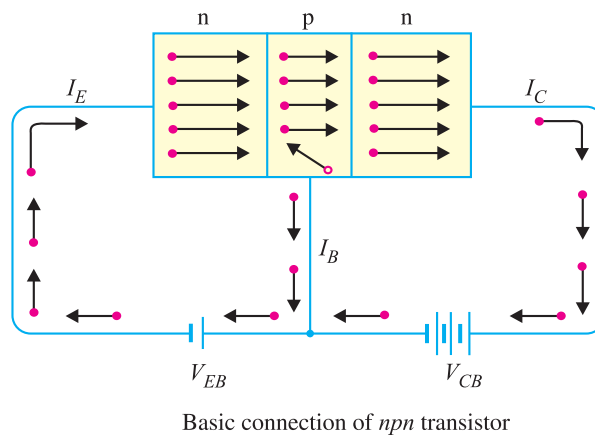 n p n
I_E I_C
I_B
V_EB V_CB
Basic connection of npn transistor